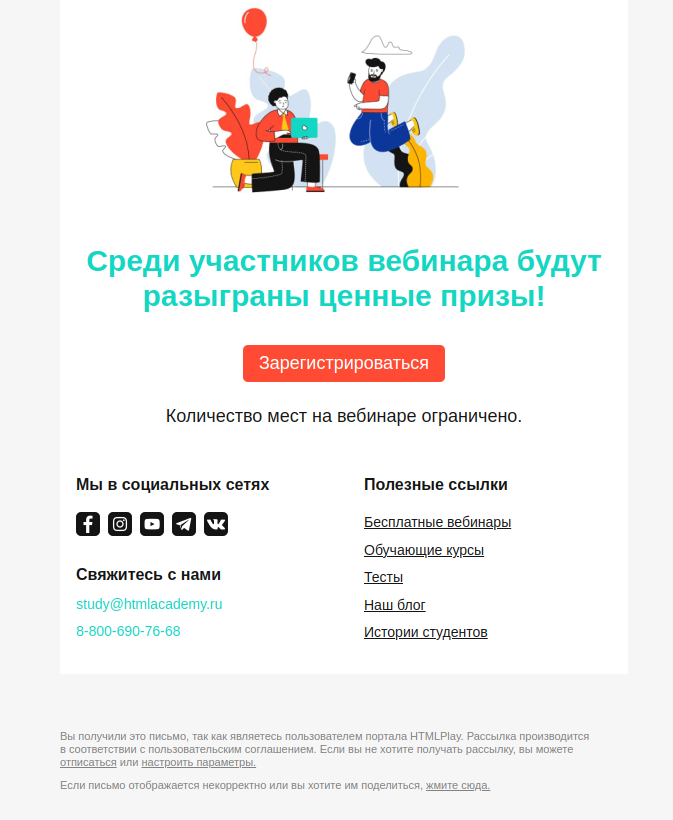 Среди участников вебинара будут
разыграны ценные призы!
Зарегистрироваться
Количество мест на вебинаре ограничено.
Мы в социальных сетях
Свяжитесь с нами
study@htmlacademy.ru
8-800-690-76-68
Полезные ссылки
Бесплатные вебинары
Обучающие курсы
Тесты
Наш блог
Истории студентов
Вы получили это письмо, так как являетесь пользователем портала HTMLPlay. Рассылка производится
в соответствии с пользовательским соглашением. Если вы не хотите получать рассылку, вы можете
отписаться или настроить параметры.
Если письмо отображается некорректно или вы хотите им поделиться, жмите сюда.